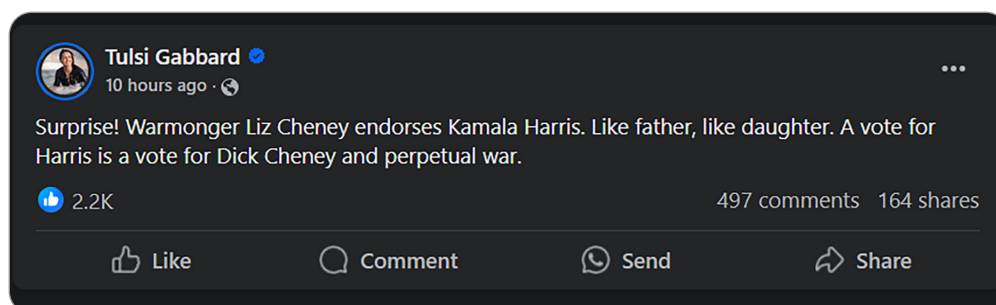 Tulsi Gabbard
10 hours ago ·
Surprise! Warmonger Liz Cheney endorses Kamala Harris. Like father, like daughter. A vote for
Harris is a vote for Dick Cheney and perpetual war.
2.2K 497 comments 164 shares
Like Comment Send Share